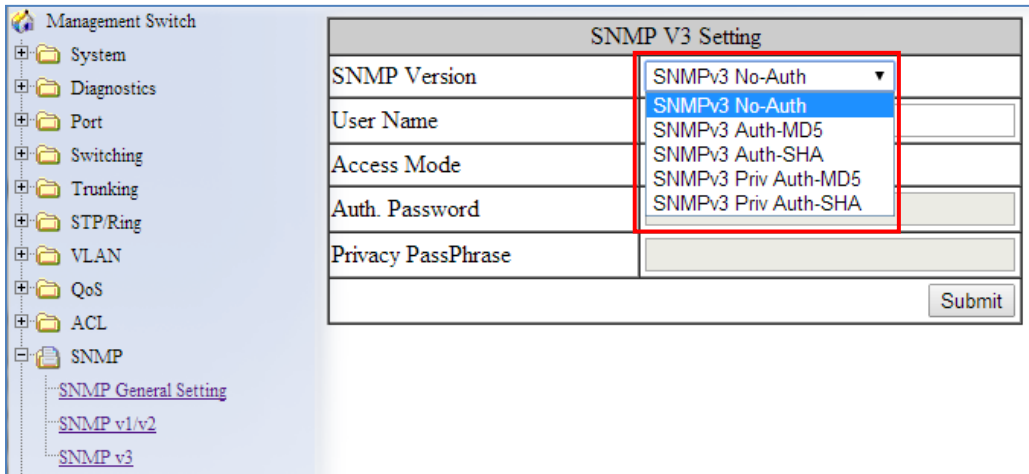 Management Switch
System
Diagnostics
Port
Switching
Trunking
STP/Ring
VLAN
QoS
ACL
SNMP
SNMP General Setting
SNMP v1/v2
SNMP v3
SNMP V3 Setting
SNMP Version
SNMPv3 No-Auth
SNMPv3 No-Auth
SNMPv3 Auth-MD5
SNMPv3 Auth-SHA
SNMPv3 Priv Auth-MD5
SNMPv3 Priv Auth-SHA
User Name
Access Mode
Auth. Password
Privacy PassPhrase
Submit